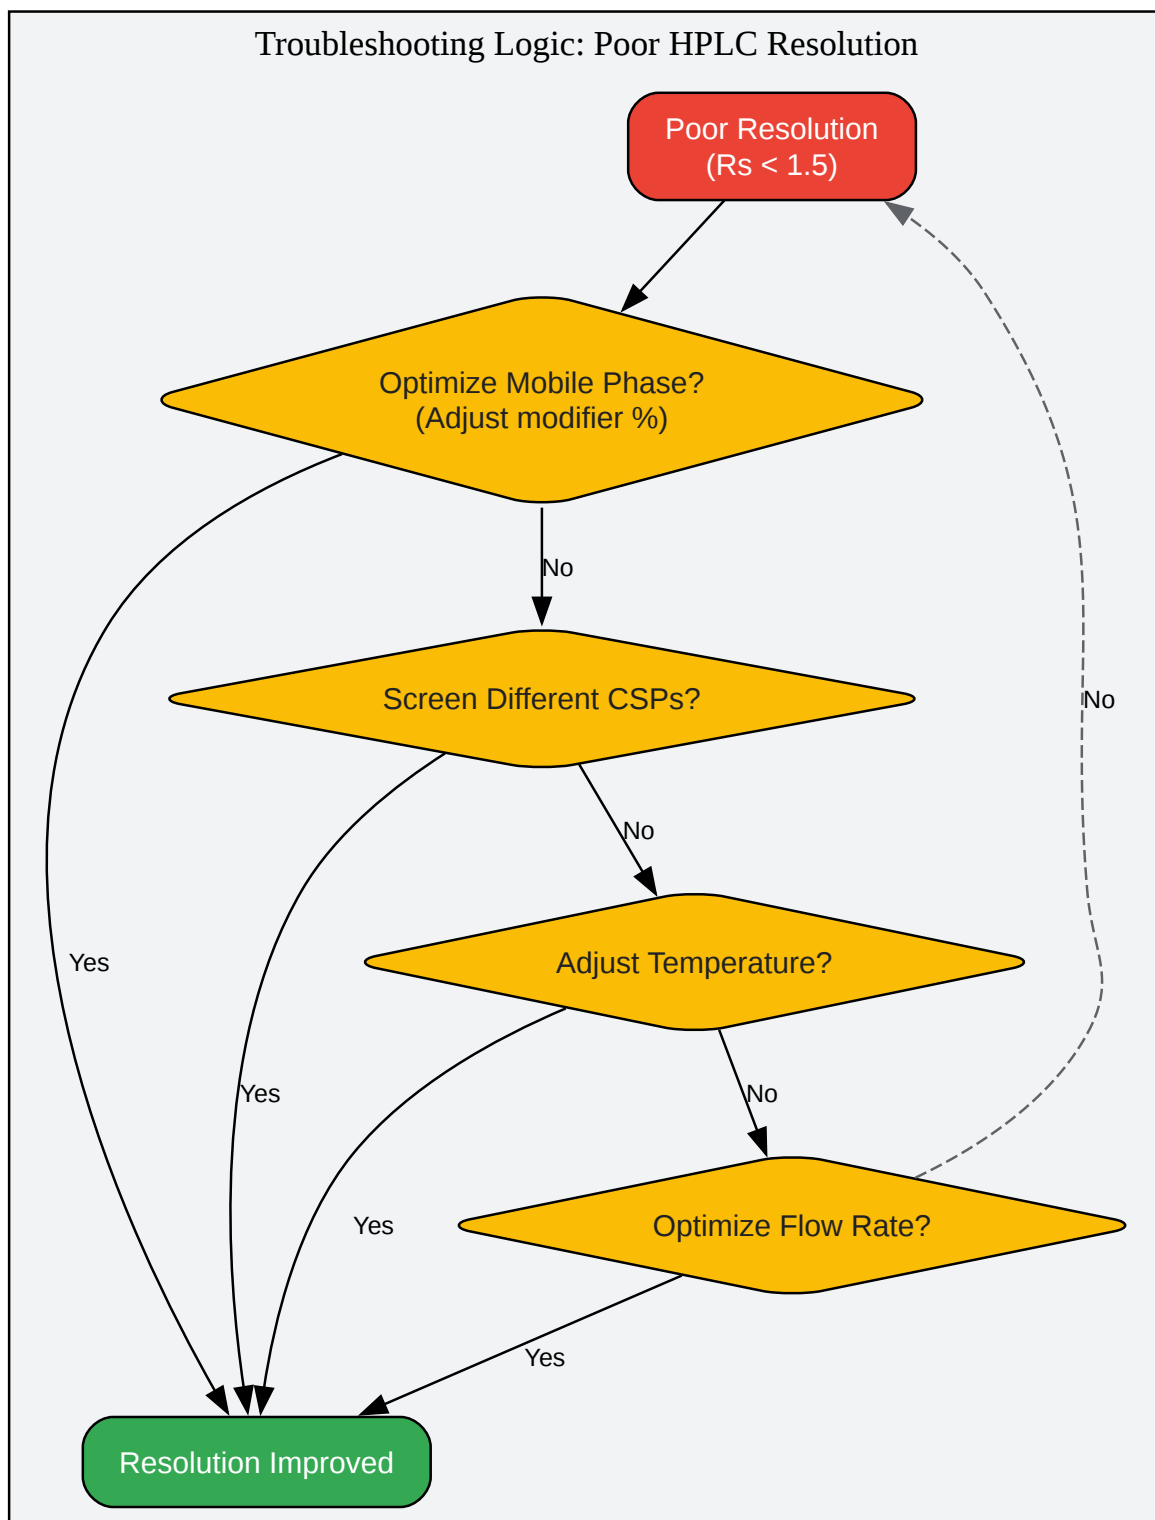 Troubleshooting Logic: Poor HPLC Resolution
Poor Resolution
(Rs < 1.5)
Optimize Mobile Phase?
(Adjust modifier %)
No
Screen Different CSPs?
No
No
Adjust Temperature?
Yes
Yes
No
Optimize Flow Rate?
Yes
Yes
Resolution Improved